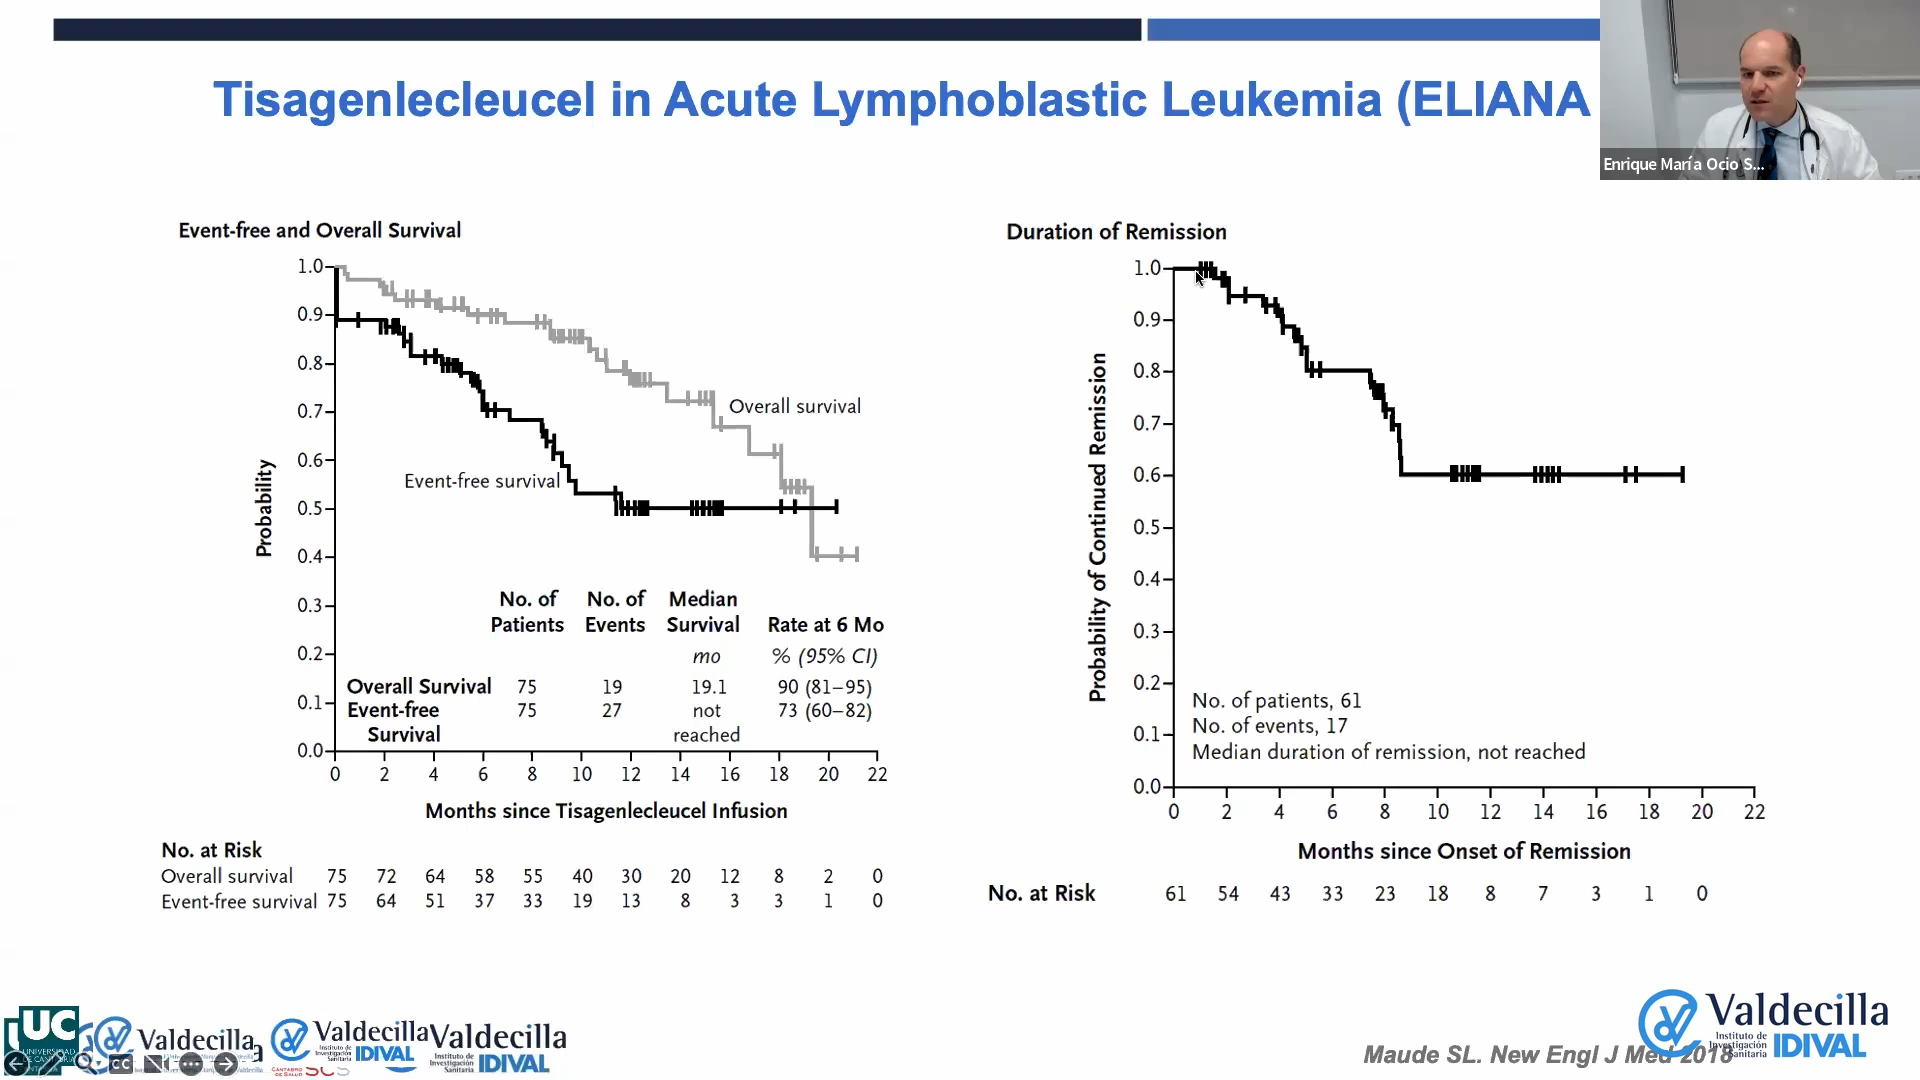 Tisagenlecleucel in Acute Lymphoblastic Leukemia (ELIANA
Enrique María Ocio S...
Event-free and Overall Survival
1.0
0.9
0.8
0.7
0.6
0.5
0.4
0.3
0.2
0.1
0.0
Probability
Overall survival
Event-free survival
No. of Patients No. of Events Median Survival Rate at 6 Mo
mo % (95% CI)
Overall Survival 75 19 19.1 90 (81–95)
Event-free Survival 75 27 not reached 73 (60–82)
0 2 4 6 8 10 12 14 16 18 20 22
Months since Tisagenlecleucel Infusion
No. at Risk
Overall survival 75 72 64 58 55 40 30 20 12 8 2 0
Event-free survival 75 64 51 37 33 19 13 8 3 3 1 0
Duration of Remission
1.0
0.9
0.8
0.7
0.6
0.5
0.4
0.3
0.2
0.1
0.0
Probability of Continued Remission
No. of patients, 61
No. of events, 17
Median duration of remission, not reached
0 2 4 6 8 10 12 14 16 18 20 22
Months since Onset of Remission
No. at Risk 61 54 43 33 23 18 8 7 3 1 0
UC
Valdecilla
Valdecilla
Instituto de
Investigación
Sanitaria IDIVAL
Valdecilla
Instituto de
Investigación
Sanitaria IDIVAL
CC
Maude SL. New Engl J Med 2018
Valdecilla
Instituto de
Investigación
Sanitaria IDIVAL